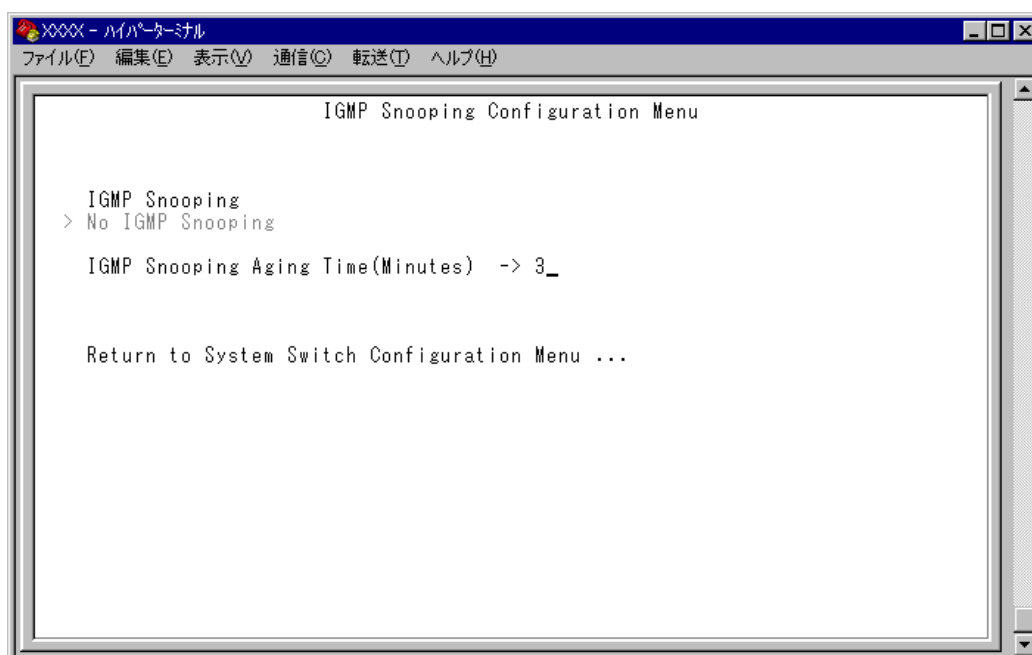 XXXX - ﾊｲﾊﾟｰﾀｰﾐﾅﾙ
ファイル(F) 編集(E) 表示(V) 通信(C) 転送(T) ヘルプ(H)
IGMP Snooping Configuration Menu
IGMP Snooping
> No IGMP Snooping
IGMP Snooping Aging Time(Minutes) -> 3_
Return to System Switch Configuration Menu ...